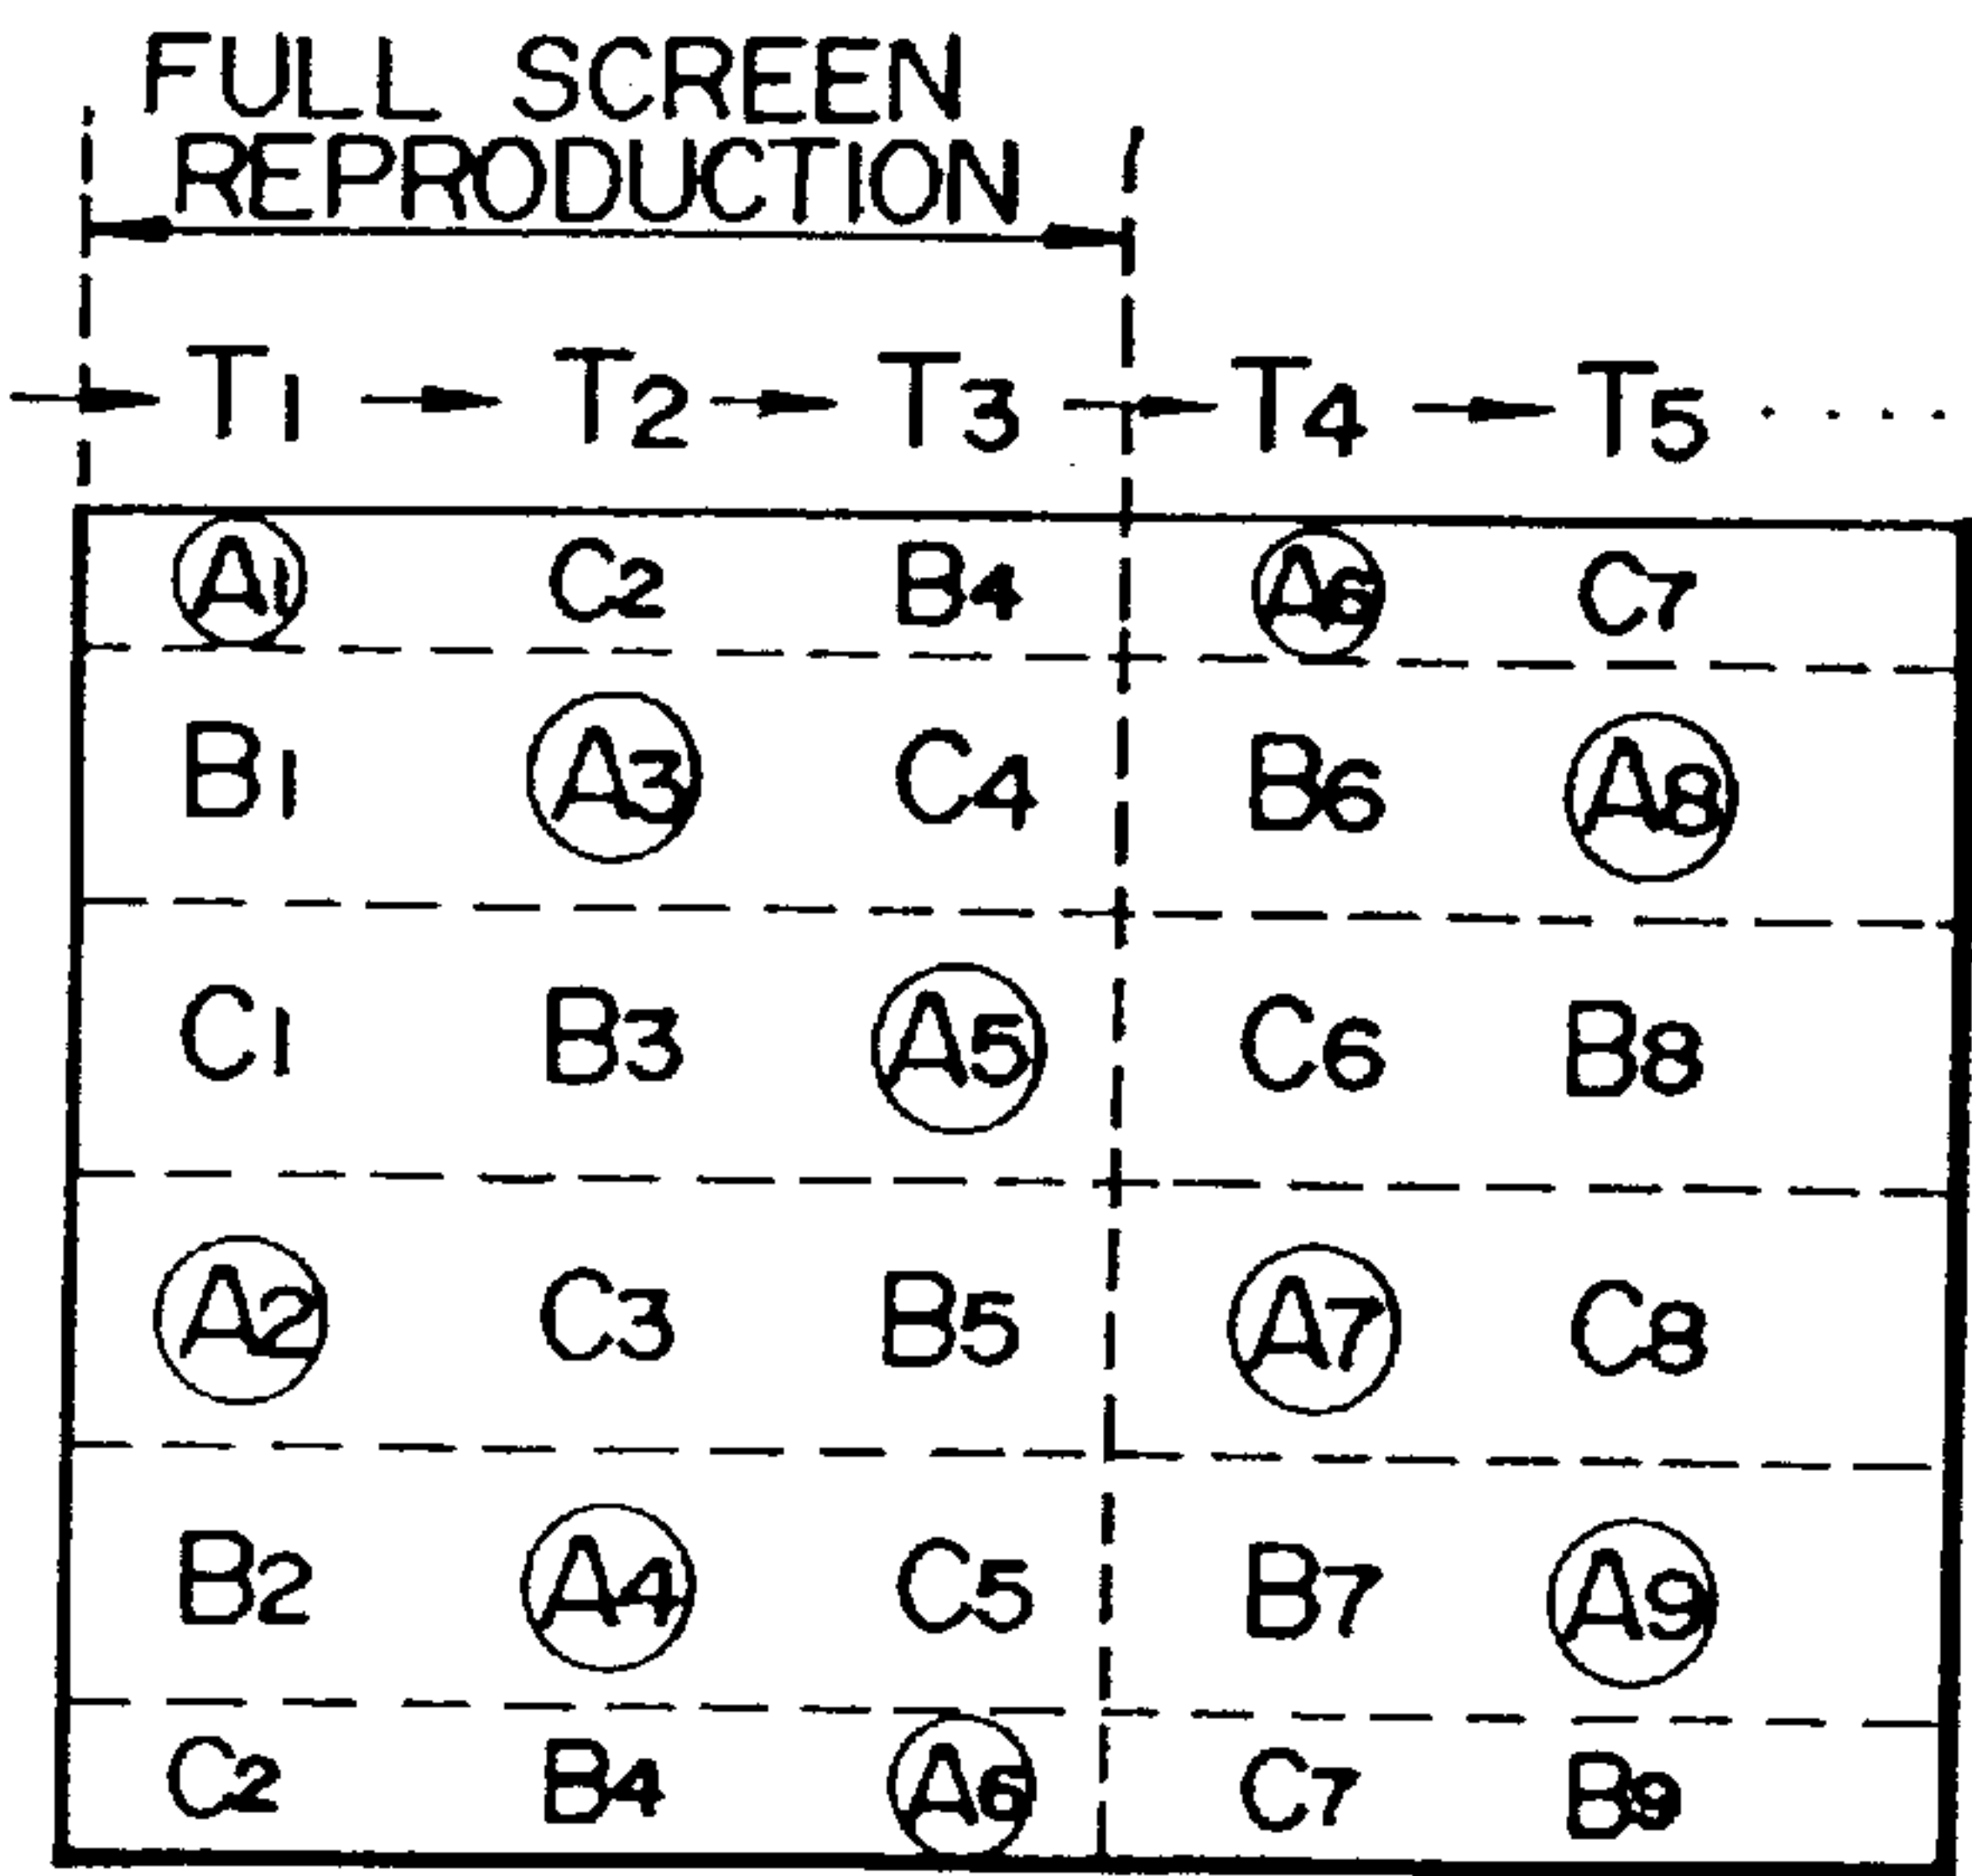 FULL SCREEN
REPRODUCTION
T1 T2 T3 T4 T5 . . . .
A1 C2 B4 A6 C7
B1 A3 C4 B6 A8
C1 B3 A5 C6 B8
A2 C3 B5 A7 C8
B2 A4 C5 B7 A9
C2 B4 A6 C7 B9